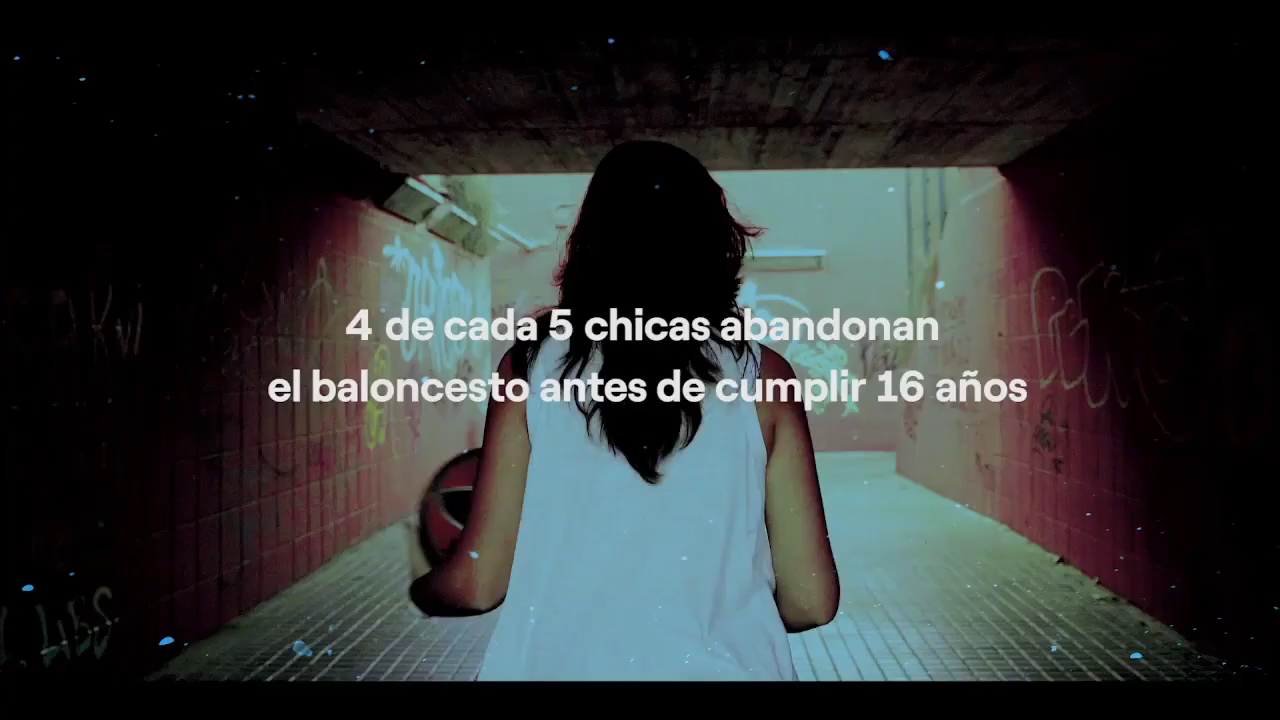 4 de cada 5 chicas abandonan
el baloncesto antes de cumplir 16 años